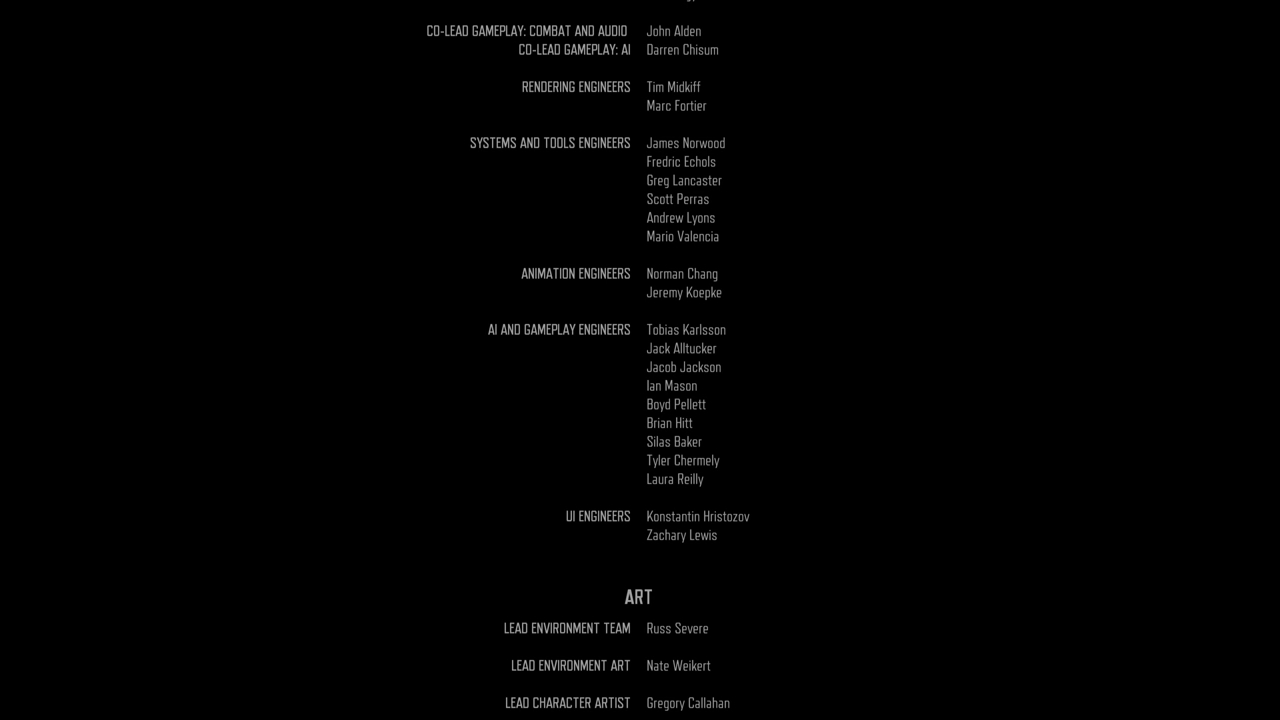 CO-LEAD GAMEPLAY: COMBAT AND AUDIO John Alden
CO-LEAD GAMEPLAY: AI Darren Chisum
RENDERING ENGINEERS Tim Midkiff
Marc Fortier
SYSTEMS AND TOOLS ENGINEERS James Norwood
Fredric Echols
Greg Lancaster
Scott Perras
Andrew Lyons
Mario Valencia
ANIMATION ENGINEERS Norman Chang
Jeremy Koepke
AI AND GAMEPLAY ENGINEERS Tobias Karlsson
Jack Alltucker
Jacob Jackson
Ian Mason
Boyd Pellett
Brian Hitt
Silas Baker
Tyler Chermely
Laura Reilly
UI ENGINEERS Konstantin Hristozov
Zachary Lewis
ART
LEAD ENVIRONMENT TEAM Russ Severe
LEAD ENVIRONMENT ART Nate Weikert
LEAD CHARACTER ARTIST Gregory Callahan